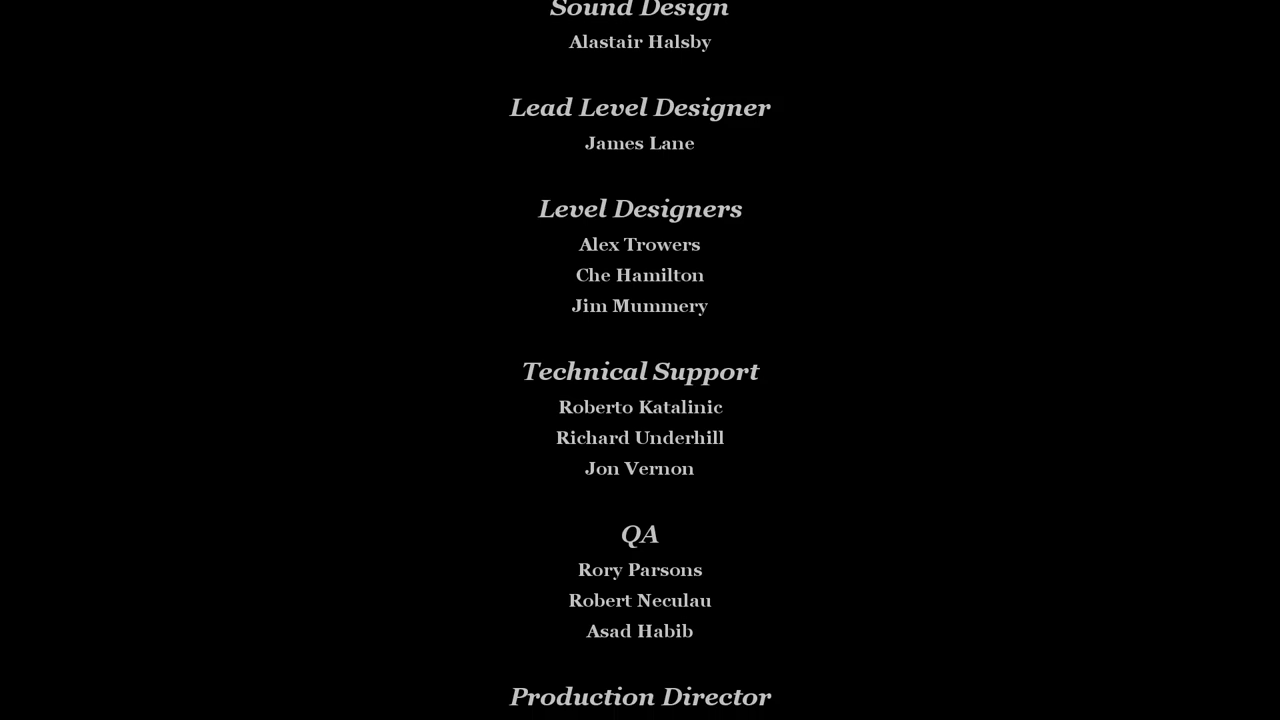 Sound Design
Alastair Halsby
Lead Level Designer
James Lane
Level Designers
Alex Trowers
Che Hamilton
Jim Mummery
Technical Support
Roberto Katalinic
Richard Underhill
Jon Vernon
QA
Rory Parsons
Robert Neculau
Asad Habib
Production Director